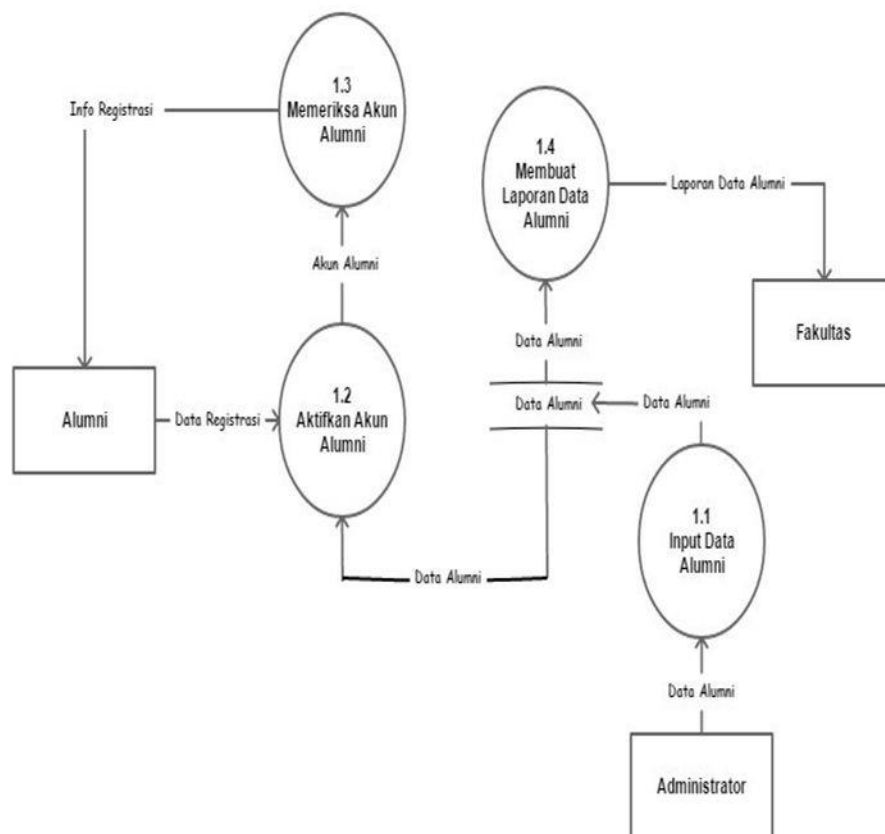 1.3
Memeriksa Akun
Alumni
Info Registrasi
1.4
Membuat
Laporan Data
Alumni
Laporan Data Alumni
Akun Alumni
Fakultas
Data Alumni
Alumni
Data Registrasi
1.2
Aktifkan Akun
Alumni
Data Alumni
Data Alumni
1.1
Input Data
Alumni
Data Alumni
Data Alumni
Administrator